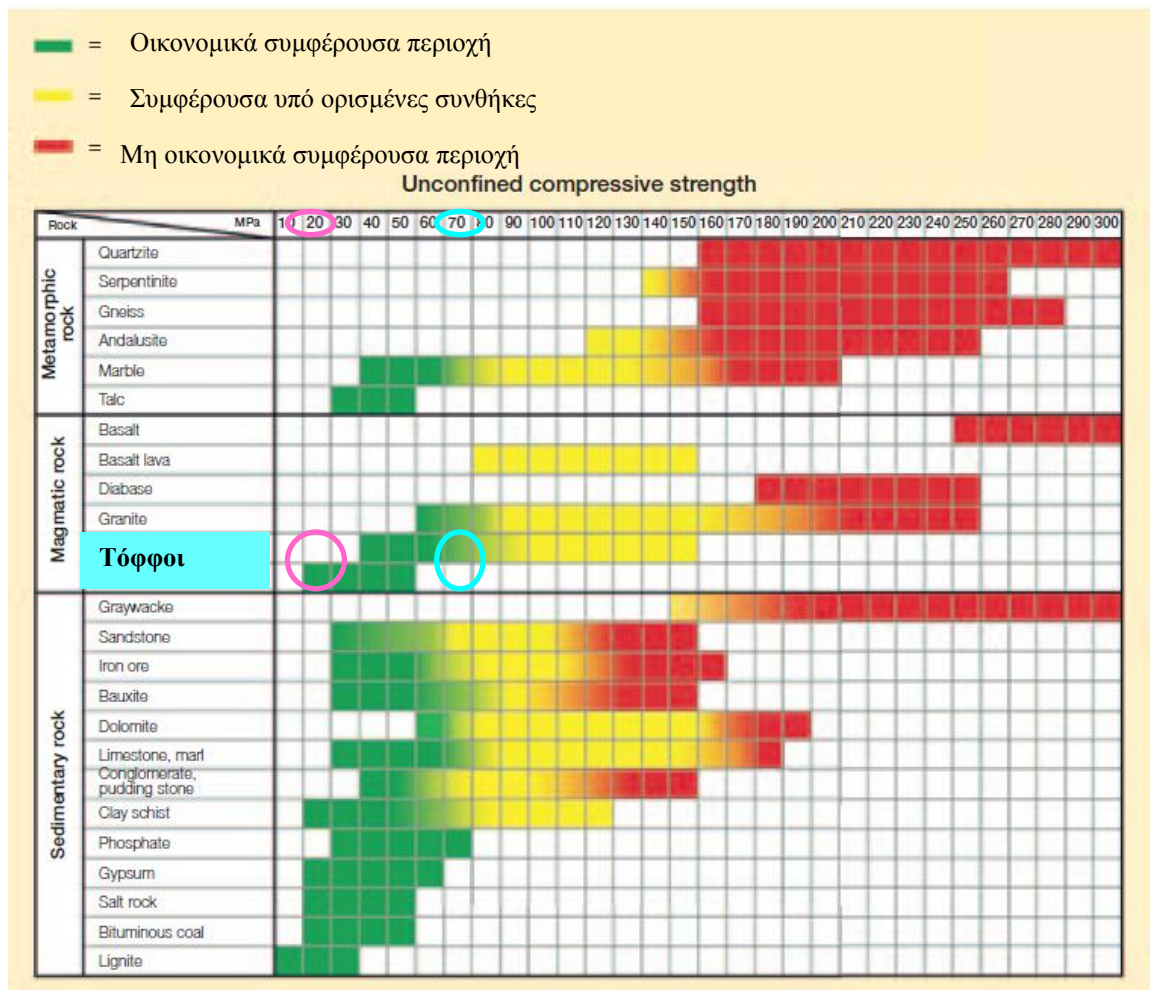 = Οικονομικά συμφέρουσα περιοχή
= Συμφέρουσα υπό ορισμένες συνθήκες
= Μη οικονομικά συμφέρουσα περιοχή
Unconfined compressive strength
Rock MPa 10 20 30 40 50 60 70 80 90 100 110 120 130 140 150 160 170 180 190 200 210 220 230 240 250 260 270 280 290 300
Metamorphic rock
Quartzite
Serpentinite
Gneiss
Andalusite
Marble
Talc
Magmatic rock
Basalt
Basalt lava
Diabase
Granite
Τόφφοι
Sedimentary rock
Graywacke
Sandstone
Iron ore
Bauxite
Dolomite
Limestone, marl
Conglomerate,
pudding stone
Clay schist
Phosphate
Gypsum
Salt rock
Bituminous coal
Lignite